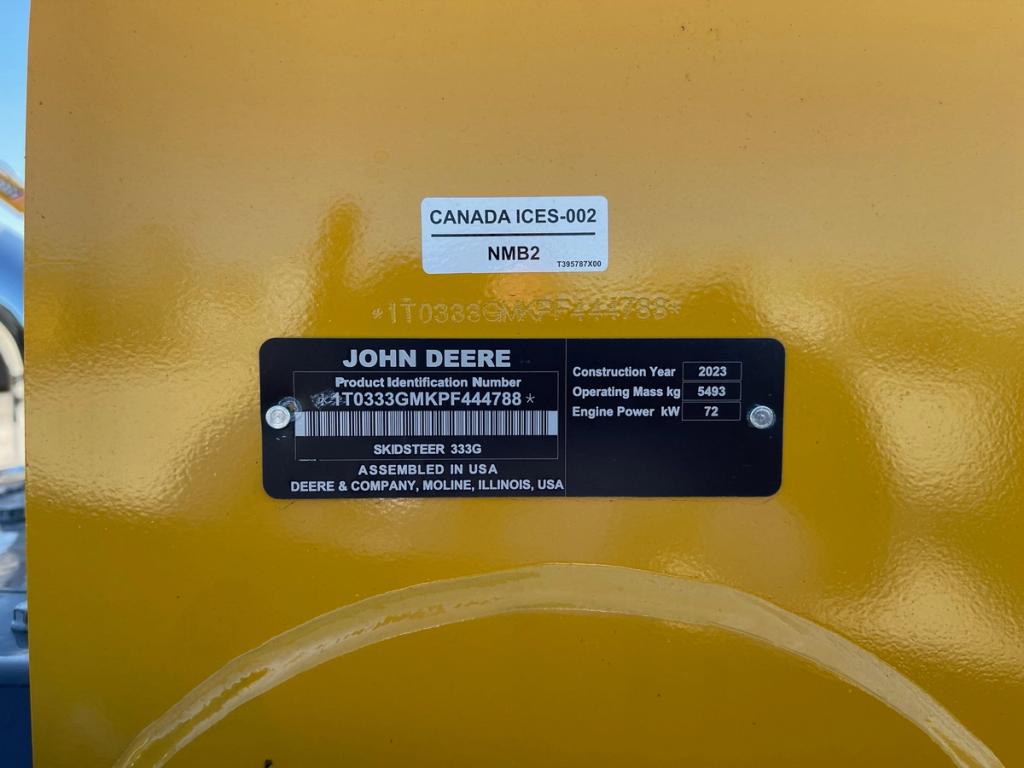 CANADA ICES-002
NMB2
T395787X00
*1T0333GMKPF444788*
JOHN DEERE
Product Identification Number
*1T0333GMKPF444788*
SKIDSTEER 333G
ASSEMBLED IN USA
DEERE & COMPANY, MOLINE, ILLINOIS, USA
Construction Year 2023
Operating Mass kg 5493
Engine Power kW 72